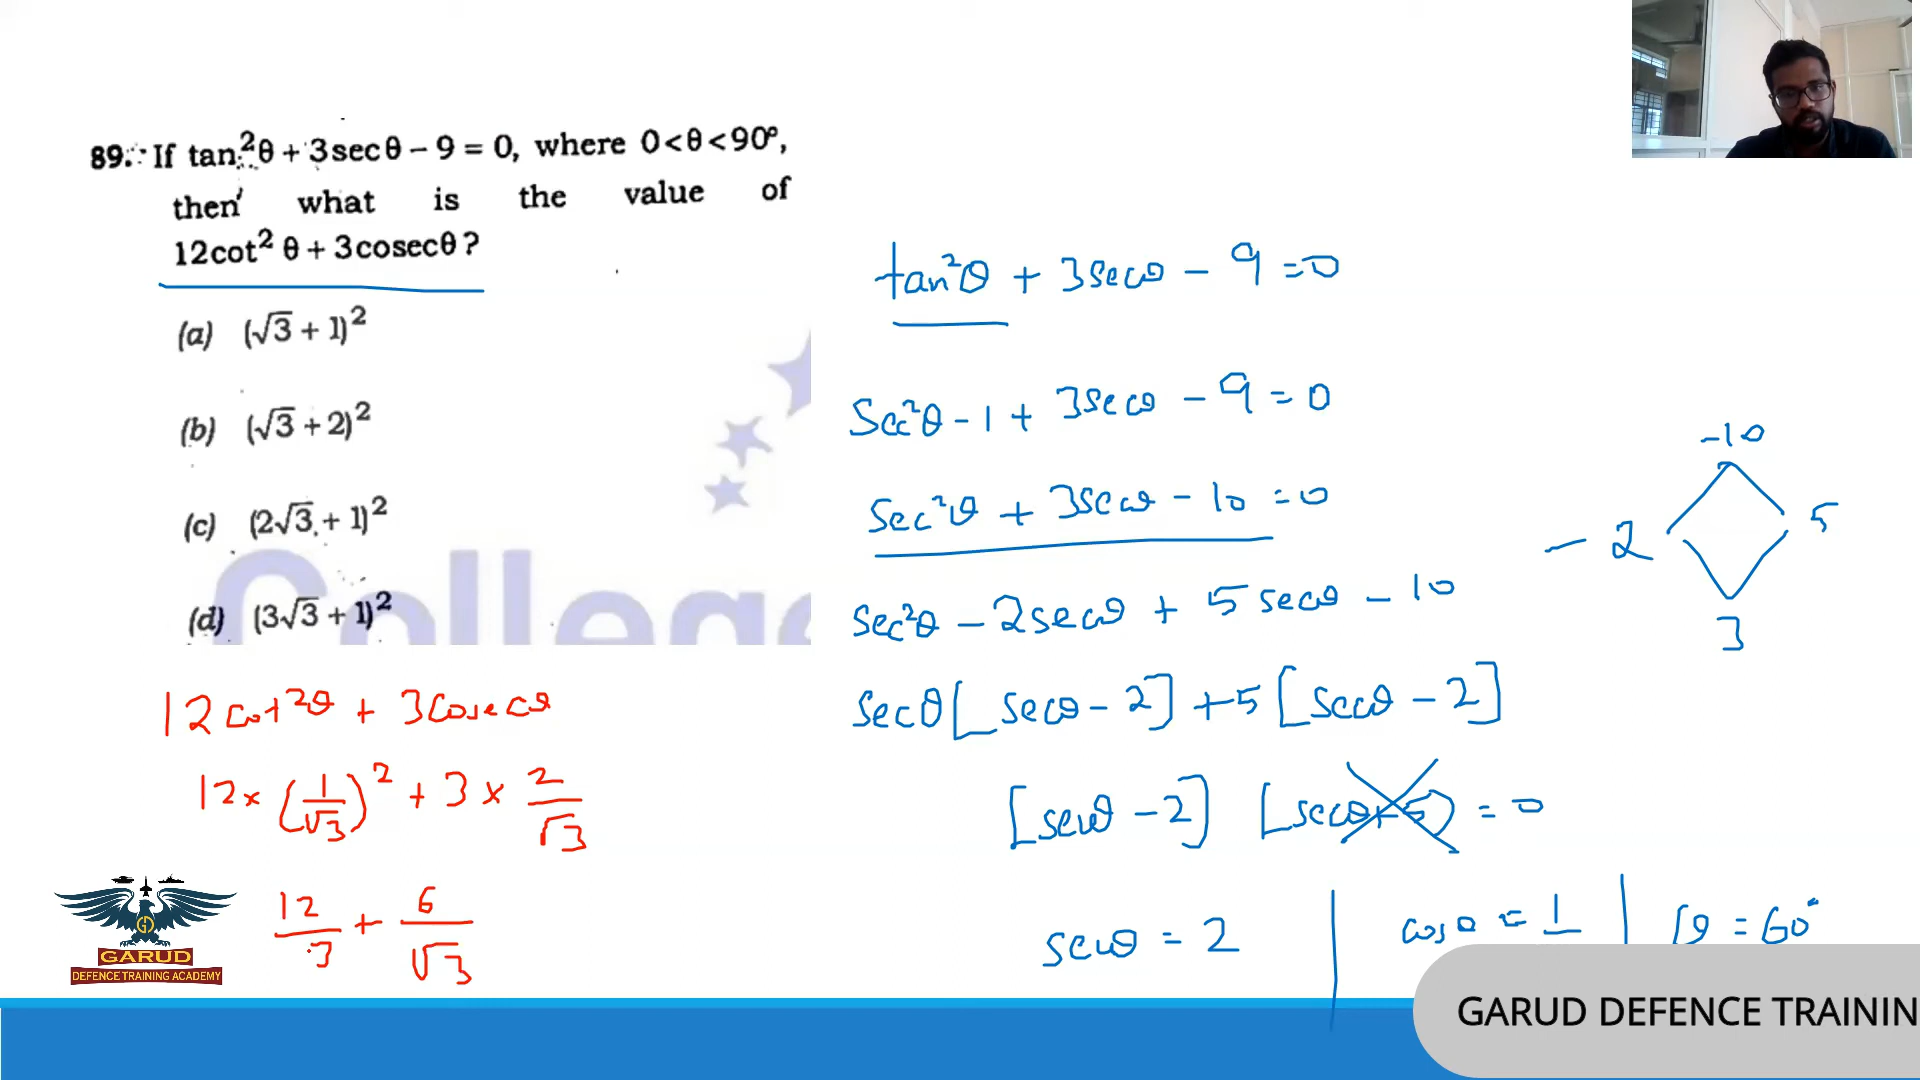 89. If tan²θ + 3secθ – 9 = 0, where 0<θ<90°,
then what is the value of
12cot² θ + 3cosecθ ?
(a) (√3 + 1)²
(b) (√3 + 2)²
(c) (2√3 + 1)²
(d) (3√3 + 1)²
College
12cot²θ + 3cosecθ
12× (1/√3)² + 3 × 2/√3
12/3 + 6/√3
tan²θ + 3secθ - 9 = 0
sec²θ - 1 + 3secθ - 9 = 0
sec²θ + 3secθ - 10 = 0
sec²θ - 2secθ + 5secθ - 10
secθ[secθ - 2] + 5[secθ - 2]
[secθ - 2] [secθ+5) = 0
secθ = 2 | cosθ = 1 | θ = 60°
-10
-2 5
3
GARUD
DEFENCE TRAINING ACADEMY
GARUD DEFENCE TRAININ